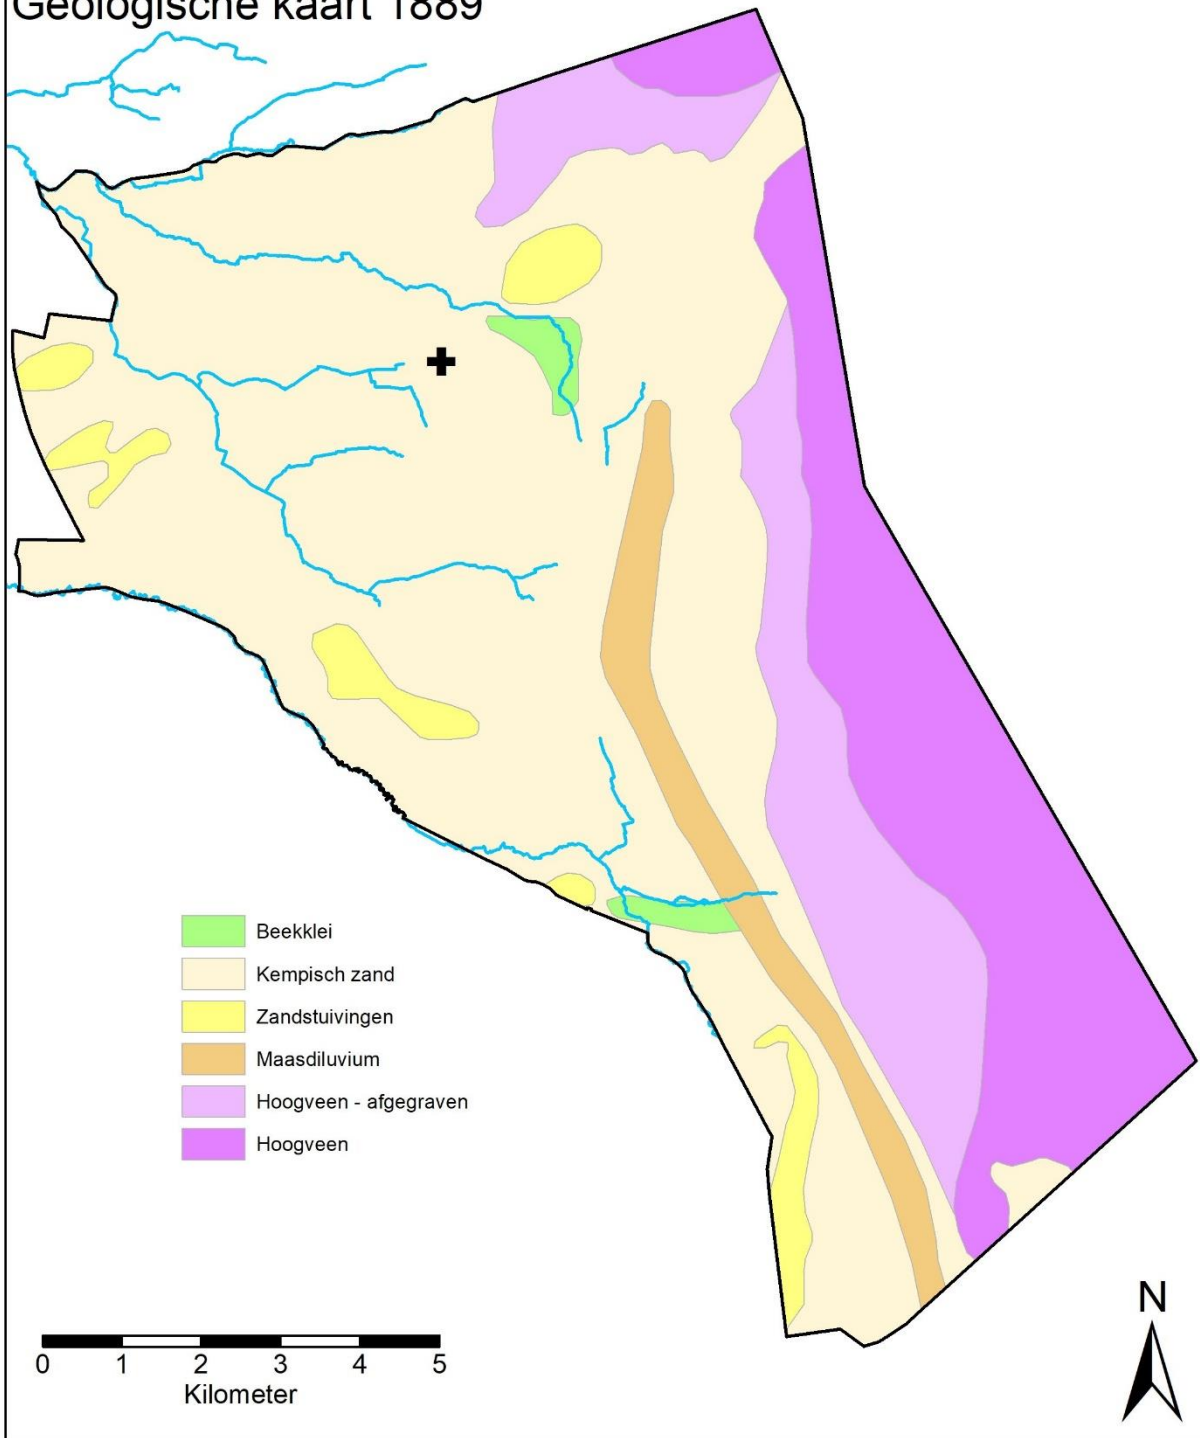 Geologische kaart 1889
Beekklei
Kempisch zand
Zandstuivingen
Maasdiluvium
Hoogveen - afgegraven
Hoogveen
N
0 1 2 3 4 5
Kilometer